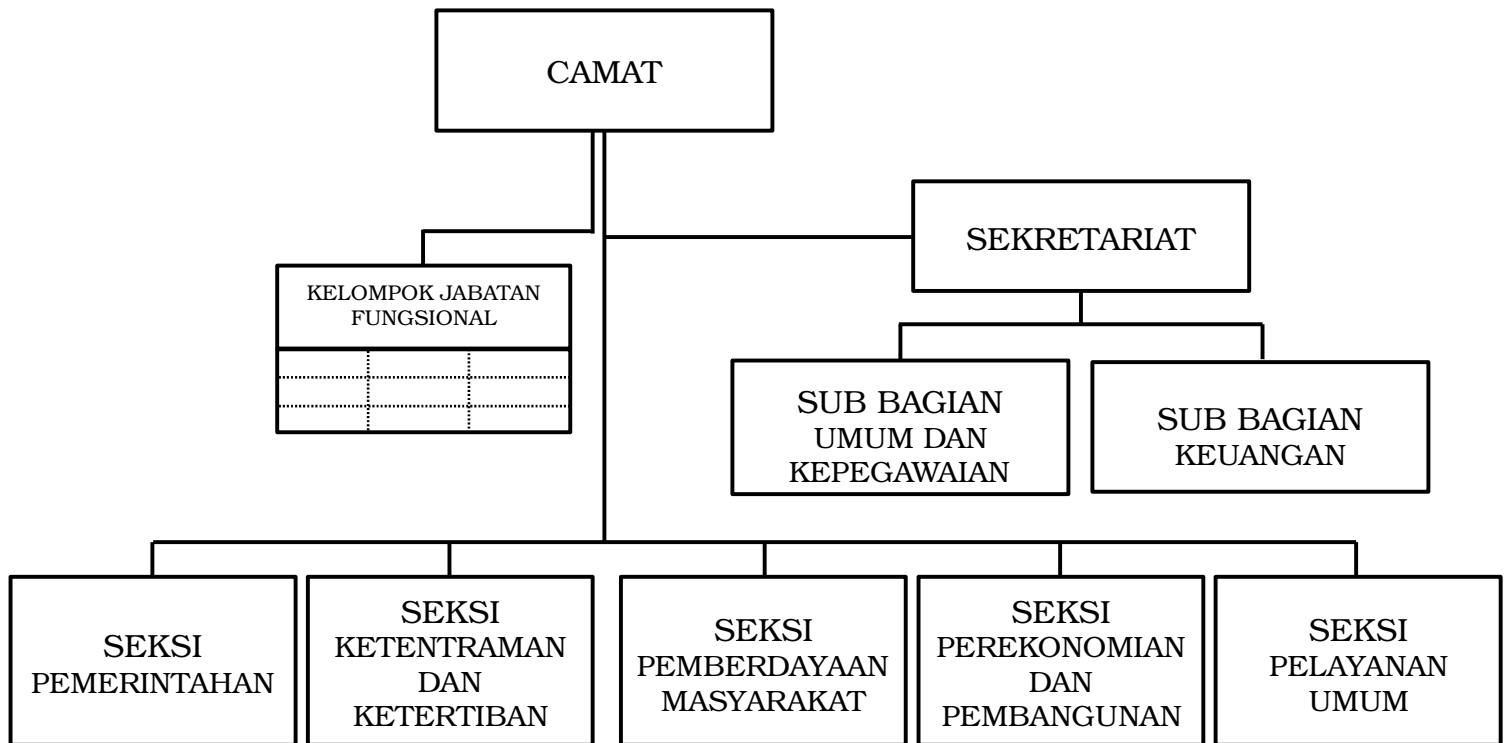 CAMAT
SEKRETARIAT
KELOMPOK JABATAN
FUNGSIONAL
SUB BAGIAN
UMUM DAN
KEPEGAWAIAN
SUB BAGIAN
KEUANGAN
SEKSI
PEMERINTAHAN
SEKSI
KETENTRAMAN
DAN
KETERTIBAN
SEKSI
PEMBERDAYAAN
MASYARAKAT
SEKSI
PEREKONOMIAN
DAN
PEMBANGUNAN
SEKSI
PELAYANAN
UMUM